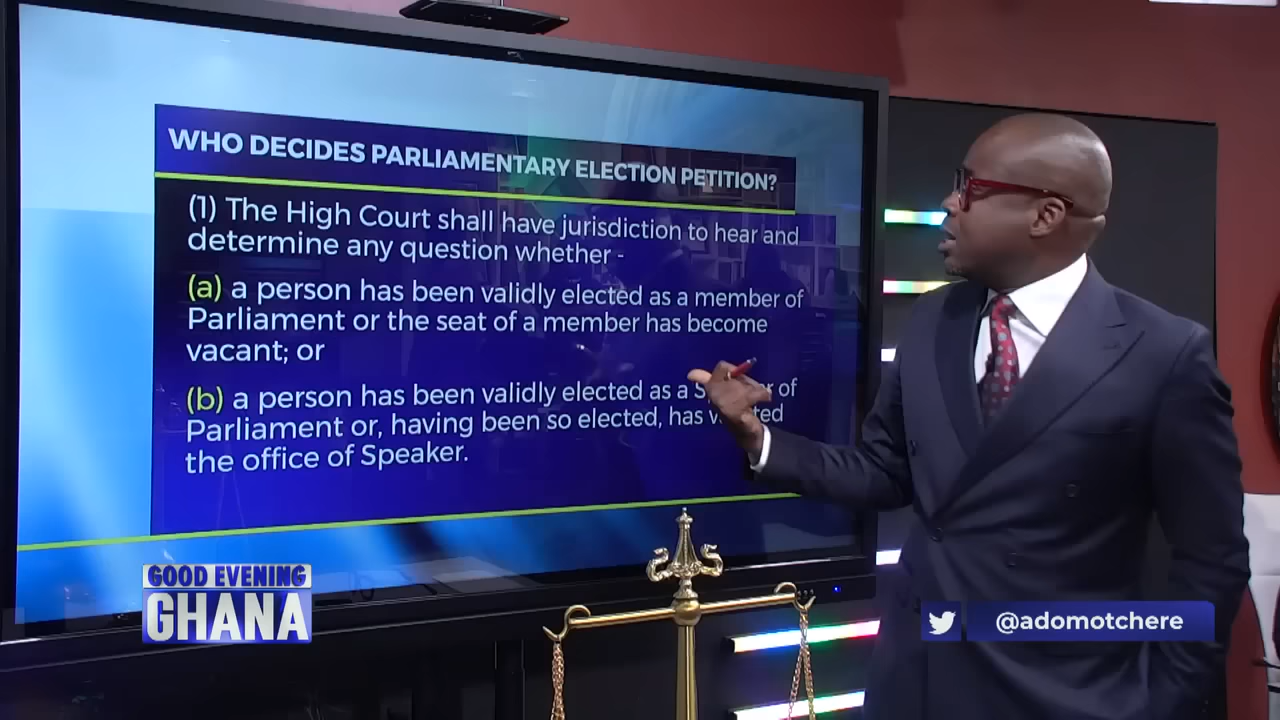 WHO DECIDES PARLIAMENTARY ELECTION PETITION?
(1) The High Court shall have jurisdiction to hear and
determine any question whether -
(a) a person has been validly elected as a member of
Parliament or the seat of a member has become
vacant; or
(b) a person has been validly elected as a of
Parliament or, having been so elected, has
the office of Speaker.
GOOD EVENING
GHANA
@adomotchere